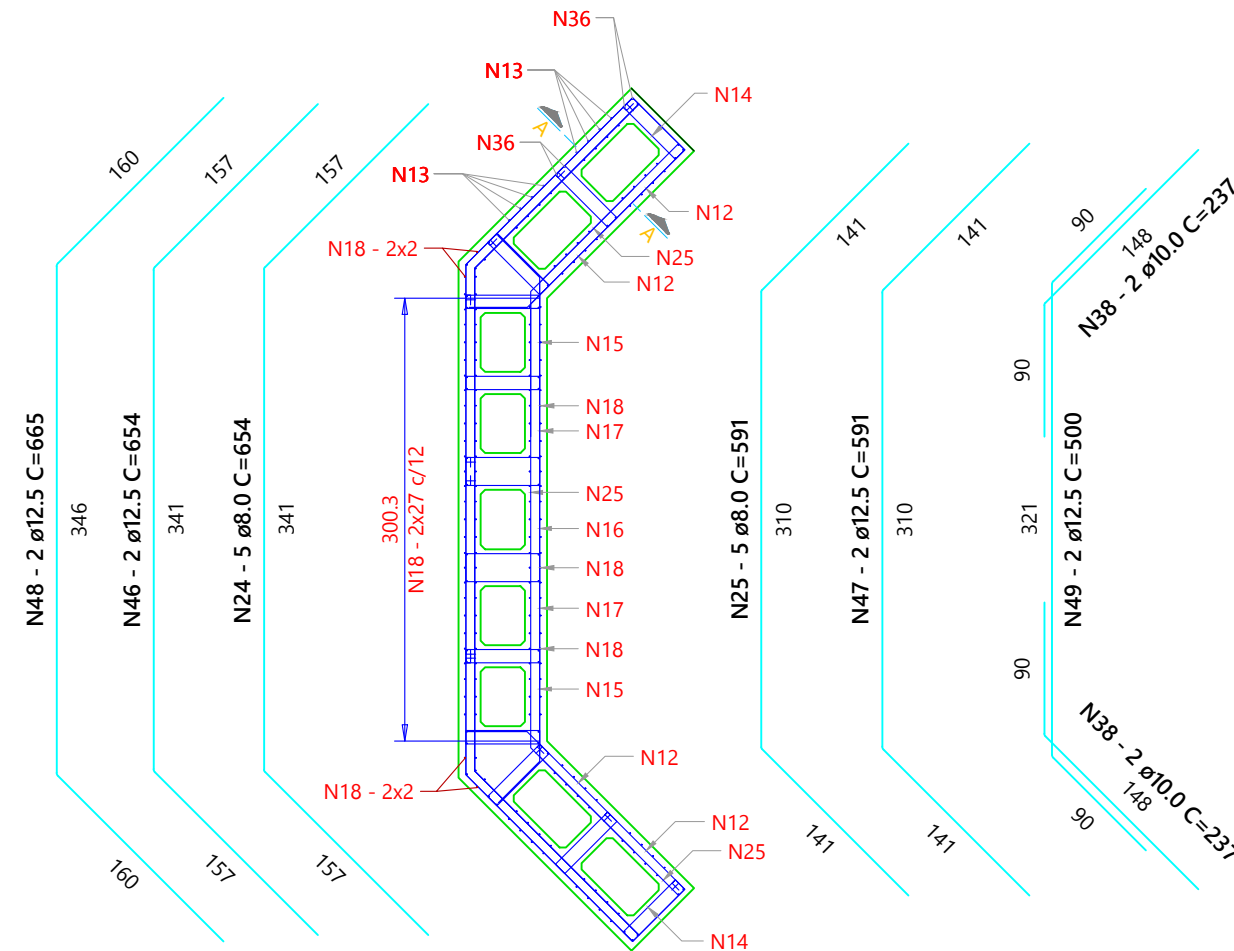 N36
N13
N14
A
N36
N13
N12
A
N18 - 2x2
N25
N12
N15
N18
N17
N25
N16
N18
N17
N18
N15
300.3
N18 - 2x27 c/12
N18 - 2x2
N12
N12
N25
N14
160
N48 - 2 ø12.5 C=665
346
160
157
N46 - 2 ø12.5 C=654
341
157
157
N24 - 5 ø8.0 C=654
341
157
141
N25 - 5 ø8.0 C=591
310
141
141
N47 - 2 ø12.5 C=591
310
141
90
148
N38 - 2 ø10.0 C=237
90
321
N49 - 2 ø12.5 C=500
90
N38 - 2 ø10.0 C=237
148
90